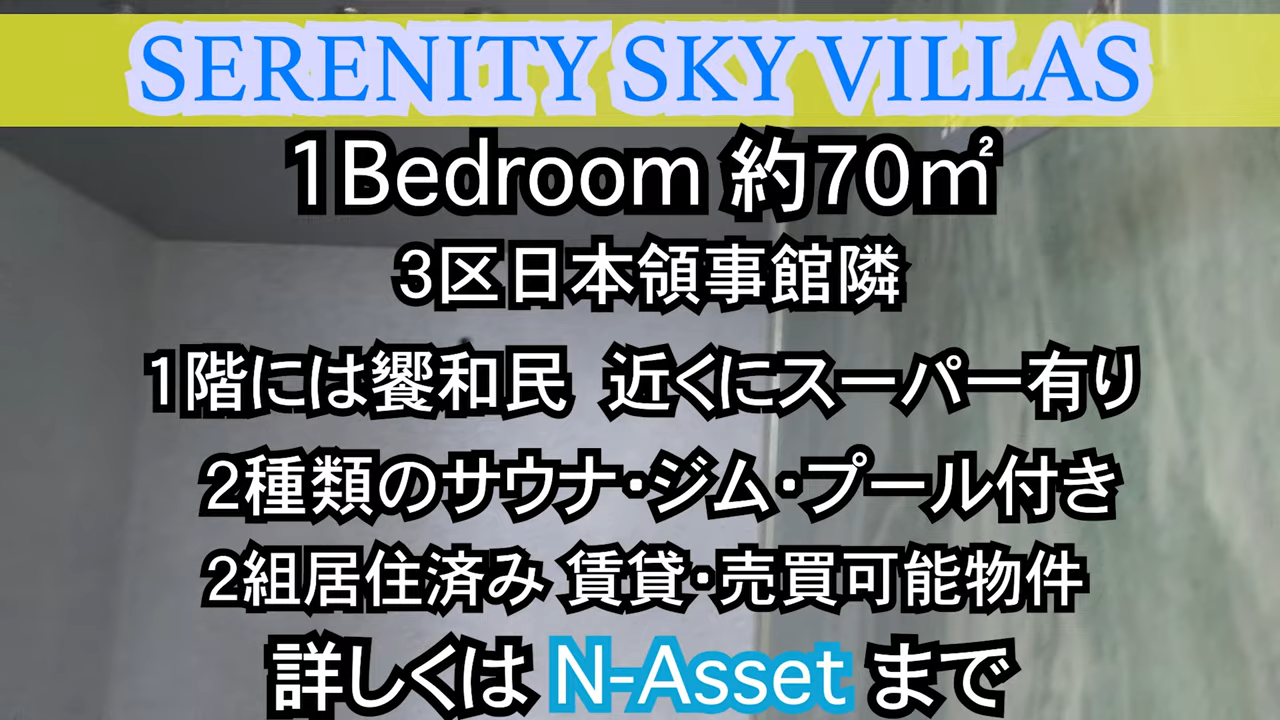 SERENITY SKY VILLAS
1Bedroom 約70㎡
3区日本領事館隣
1階には饗和民 近くにスーパー有り
2種類のサウナ・ジム・プール付き
2組居住済み 賃貸・売買可能物件
詳しくは N-Asset まで